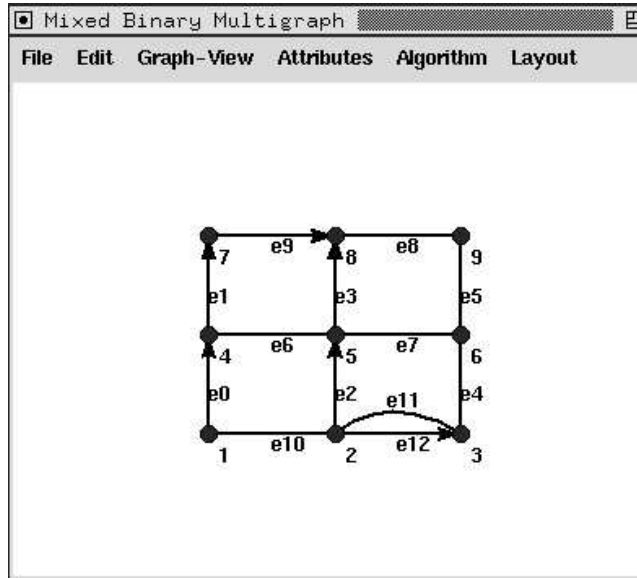 Mixed Binary Multigraph
File Edit Graph-View Attributes Algorithm Layout
e9 e8
7 8 9
e1 e3 e5
e6 e7
4 5 6
e0 e2 e11 e4
e10 e12
1 2 3